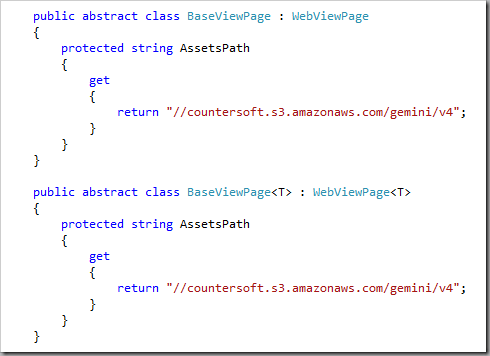 public abstract class BaseViewPage : WebViewPage
{
    protected string AssetsPath
    {
        get
        {
            return "//countersoft.s3.amazonaws.com/gemini/v4";
        }
    }
}
public abstract class BaseViewPage<T> : WebViewPage<T>
{
    protected string AssetsPath
    {
        get
        {
            return "//countersoft.s3.amazonaws.com/gemini/v4";
        }
    }
}